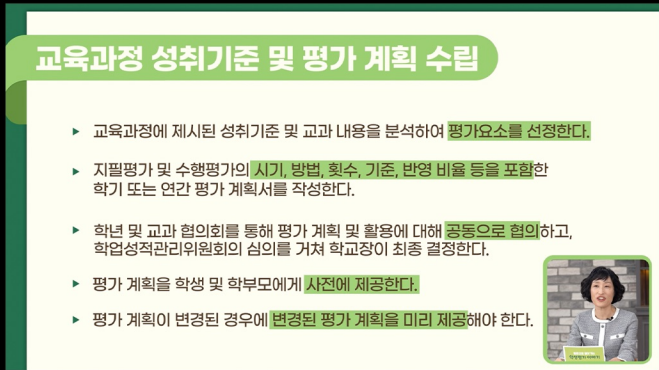 교육과정 성취기준 및 평가 계획 수립
▶ 교육과정에 제시된 성취기준 및 교과 내용을 분석하여 평가요소를 선정한다.
▶ 지필평가 및 수행평가의 시기, 방법, 횟수, 기준, 반영 비율 등을 포함한
학기 또는 연간 평가 계획서를 작성한다.
▶ 학년 및 교과 협의회를 통해 평가 계획 및 활용에 대해 공동으로 협의하고,
학업성적관리위원회의 심의를 거쳐 학교장이 최종 결정한다.
▶ 평가 계획을 학생 및 학부모에게 사전에 제공한다.
▶ 평가 계획이 변경된 경우에 변경된 평가 계획을 미리 제공해야 한다.